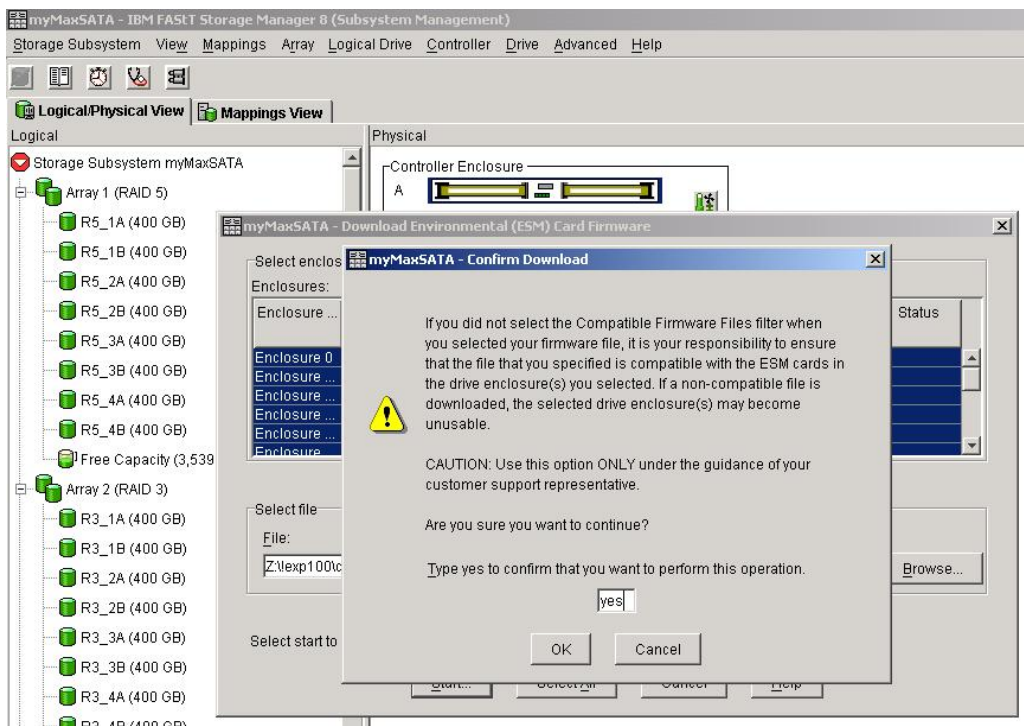 myMaxSATA - IBM FAStT Storage Manager 8 (Subsystem Management)
Storage Subsystem View Mappings Array Logical Drive Controller Drive Advanced Help
Logical/Physical View Mappings View
Logical
Physical
Storage Subsystem myMaxSATA
Array 1 (RAID 5)
R5_1A (400 GB)
R5_1B (400 GB)
R5_2A (400 GB)
R5_2B (400 GB)
R5_3A (400 GB)
R5_3B (400 GB)
R5_4A (400 GB)
R5_4B (400 GB)
Free Capacity (3,539
Array 2 (RAID 3)
R3_1A (400 GB)
R3_1B (400 GB)
R3_2A (400 GB)
R3_2B (400 GB)
R3_3A (400 GB)
R3_3B (400 GB)
R3_4A (400 GB)
R3_4B (400 GB)
Controller Enclosure
A
myMaxSATA - Download Environmental (ESM) Card Firmware
Select enclos
Enclosures:
Enclosure ...
Status
Enclosure 0
Enclosure ...
Enclosure ...
Enclosure ...
Enclosure ...
Enclosure
Select file
File:
Z:\exp100\c
Browse...
Select start to
Start...
Select All
Cancel
Help
myMaxSATA - Confirm Download
If you did not select the Compatible Firmware Files filter when
you selected your firmware file, it is your responsibility to ensure
that the file that you specified is compatible with the ESM cards in
the drive enclosure(s) you selected. If a non-compatible file is
downloaded, the selected drive enclosure(s) may become
unusable.
CAUTION: Use this option ONLY under the guidance of your
customer support representative.
Are you sure you want to continue?
Type yes to confirm that you want to perform this operation.
yes
OK
Cancel